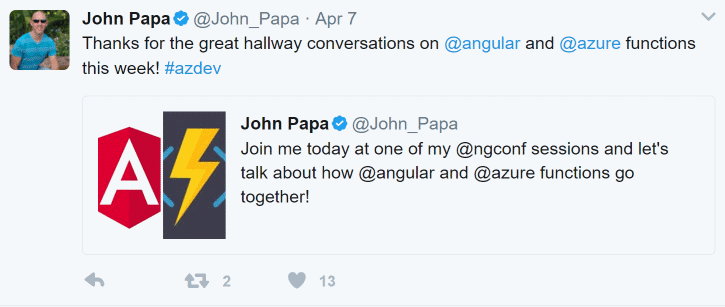 John Papa @John_Papa · Apr 7
Thanks for the great hallway conversations on @angular and @azure functions
this week! #azdev
A
John Papa @John_Papa
Join me today at one of my @ngconf sessions and let's
talk about how @angular and @azure functions go
together!
2 13